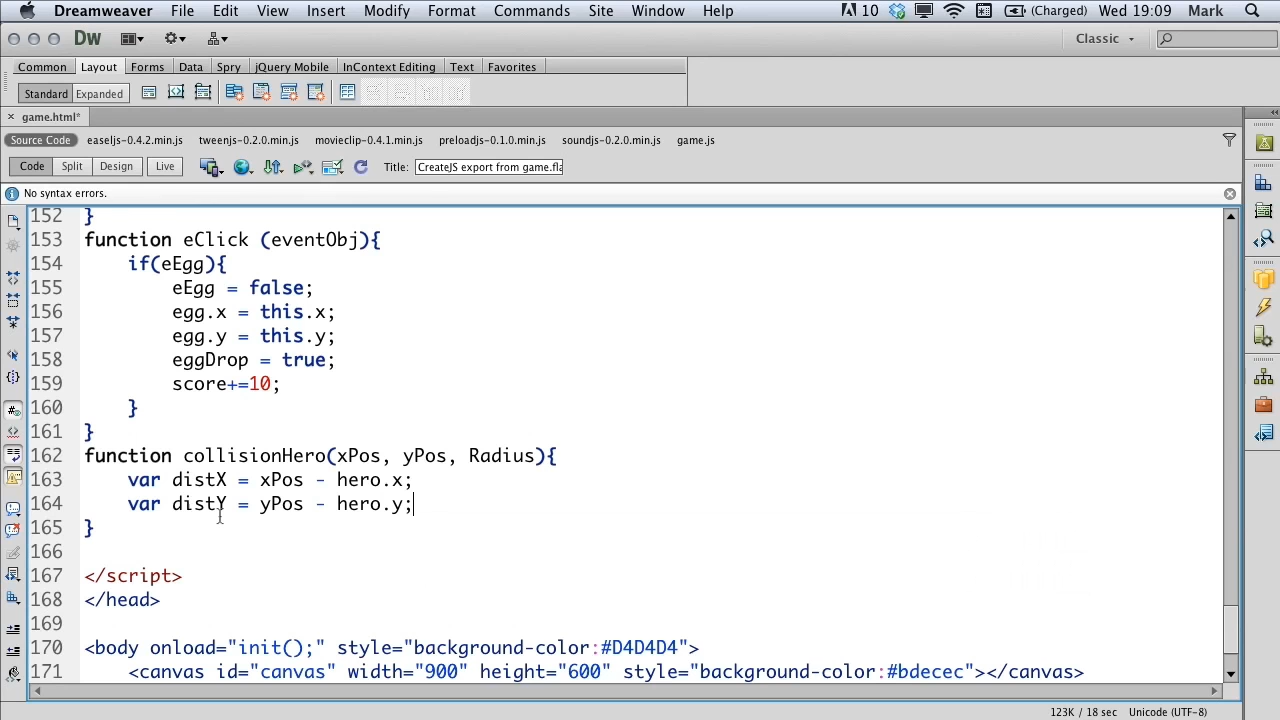 Dreamweaver File Edit View Insert Modify Format Commands Site Window Help 10 (Charged) Wed 19:09 Mark
Dw Classic
Common Layout Forms Data Spry jQuery Mobile InContext Editing Text Favorites
Standard Expanded
game.html*
Source Code easeljs-0.4.2.min.js tweenjs-0.2.0.min.js movieclip-0.4.1.min.js preloadjs-0.1.0.min.js soundjs-0.2.0.min.js game.js
Code Split Design Live Title: CreateJS export from game.fla
No syntax errors.
152 }
153 function eClick (eventObj){
154 if(eEgg){
155 eEgg = false;
156 egg.x = this.x;
157 egg.y = this.y;
158 eggDrop = true;
159 score+=10;
160 }
161 }
162 function collisionHero(xPos, yPos, Radius){
163 var distX = xPos - hero.x;
164 var distY = yPos - hero.y;
165 }
166
167 </script>
168 </head>
169
170 <body onload="init();" style="background-color:#D4D4D4">
171 <canvas id="canvas" width="900" height="600" style="background-color:#bdecec"></canvas>
123K / 18 sec Unicode (UTF-8)